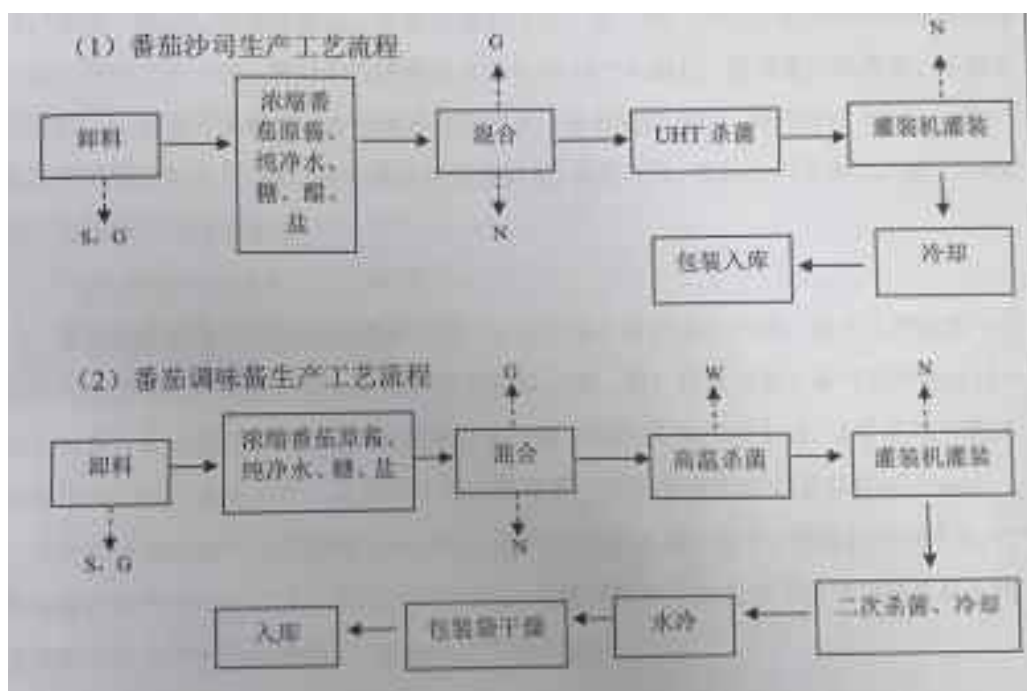 （1）番茄沙司生产工艺流程
G
N
卸料
浓缩番
茄原酱、
纯净水、
糖、醋、
盐
混合
UHT 杀菌
灌装机灌装
S，G
N
包装入库
冷却
（2）番茄调味酱生产工艺流程
G
W
N
卸料
浓缩番茄原酱、
纯净水、糖、盐
混合
高温杀菌
灌装机灌装
S，G
N
入库
包装袋干燥
水冷
二次杀菌、冷却